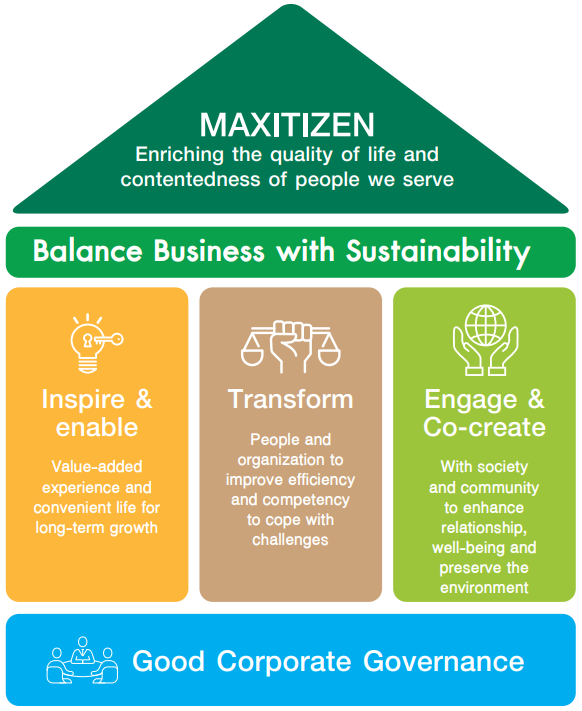 MAXITIZEN
Enriching the quality of life and
contentedness of people we serve
Balance Business with Sustainability
Inspire &
enable
Value-added
experience and
convenient life for
long-term growth
Transform
People and
organization to
improve efficiency
and competency
to cope with
challenges
Engage &
Co-create
With society
and community
to enhance
relationship,
well-being and
preserve the
environment
Good Corporate Governance